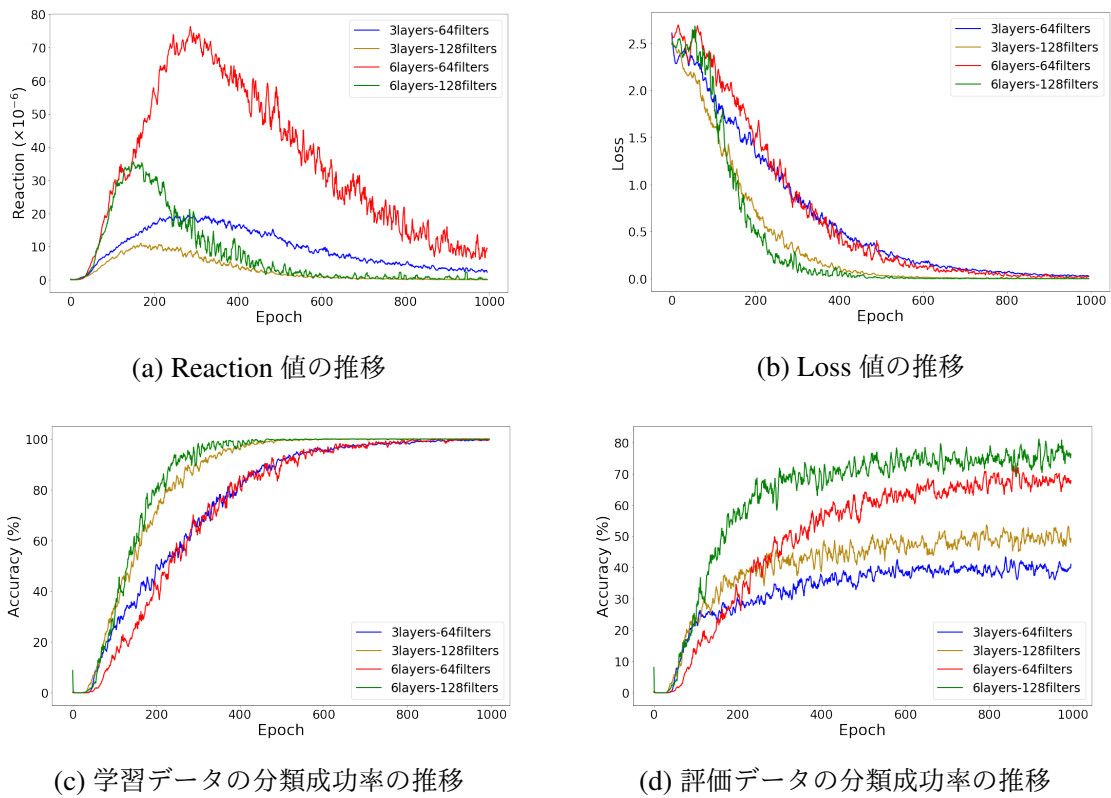 80
70
60
50
40
30
20
10
0
Reaction (×10⁻⁶)
3layers-64filters
3layers-128filters
6layers-64filters
6layers-128filters
0 200 400 600 800 1000
Epoch
(a) Reaction 値の推移
2.5
2.0
1.5
1.0
0.5
0.0
Loss
3layers-64filters
3layers-128filters
6layers-64filters
6layers-128filters
0 200 400 600 800 1000
Epoch
(b) Loss 値の推移
100
80
60
40
20
0
Accuracy (%)
3layers-64filters
3layers-128filters
6layers-64filters
6layers-128filters
0 200 400 600 800 1000
Epoch
(c) 学習データの分類成功率の推移
80
70
60
50
40
30
20
10
0
Accuracy (%)
3layers-64filters
3layers-128filters
6layers-64filters
6layers-128filters
0 200 400 600 800 1000
Epoch
(d) 評価データの分類成功率の推移